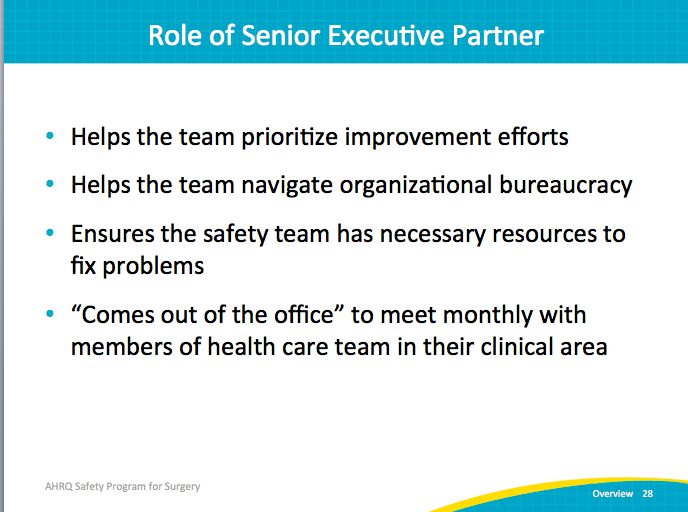 Role of Senior Executive Partner
• Helps the team prioritize improvement efforts
• Helps the team navigate organizational bureaucracy
• Ensures the safety team has necessary resources to
fix problems
• “Comes out of the office” to meet monthly with
members of health care team in their clinical area
AHRQ Safety Program for Surgery
Overview 28